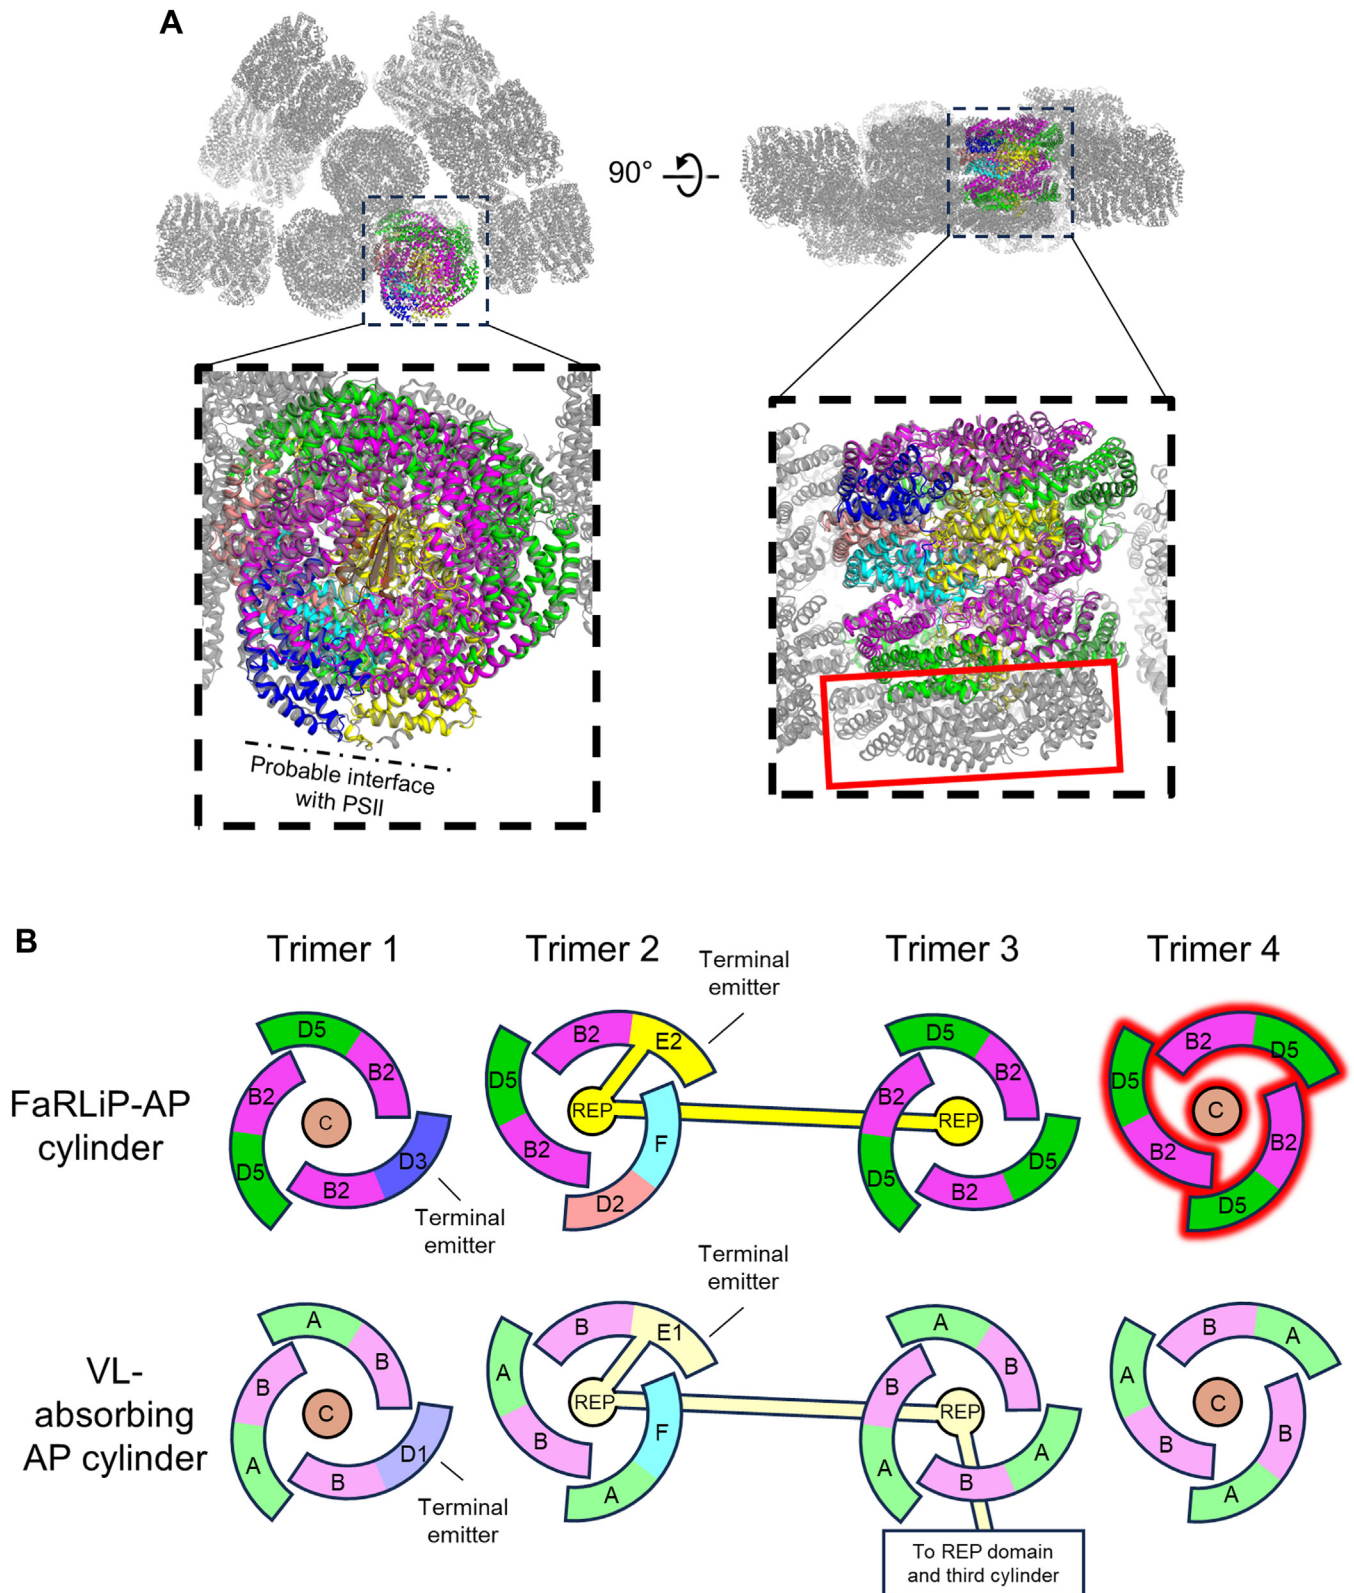 A
90°
Probable interface
with PSII
B
Trimer 1
Trimer 2
Trimer 3
Trimer 4
Terminal
emitter
FaRLiP-AP
cylinder
D5
B2
B2
D5
C
B2
D3
Terminal
emitter
B2
E2
D5
REP
B2
F
D2
D5
B2
B2
REP
D5
B2
D5
B2
D5
D5
C
B2
B2
D5
Terminal
emitter
VL-
absorbing
AP cylinder
A
B
B
C
A
B
D1
Terminal
emitter
B
E1
A
REP
B
F
A
A
B
B
REP
A
B
A
To REP domain
and third cylinder
B
A
A
C
B
B
A